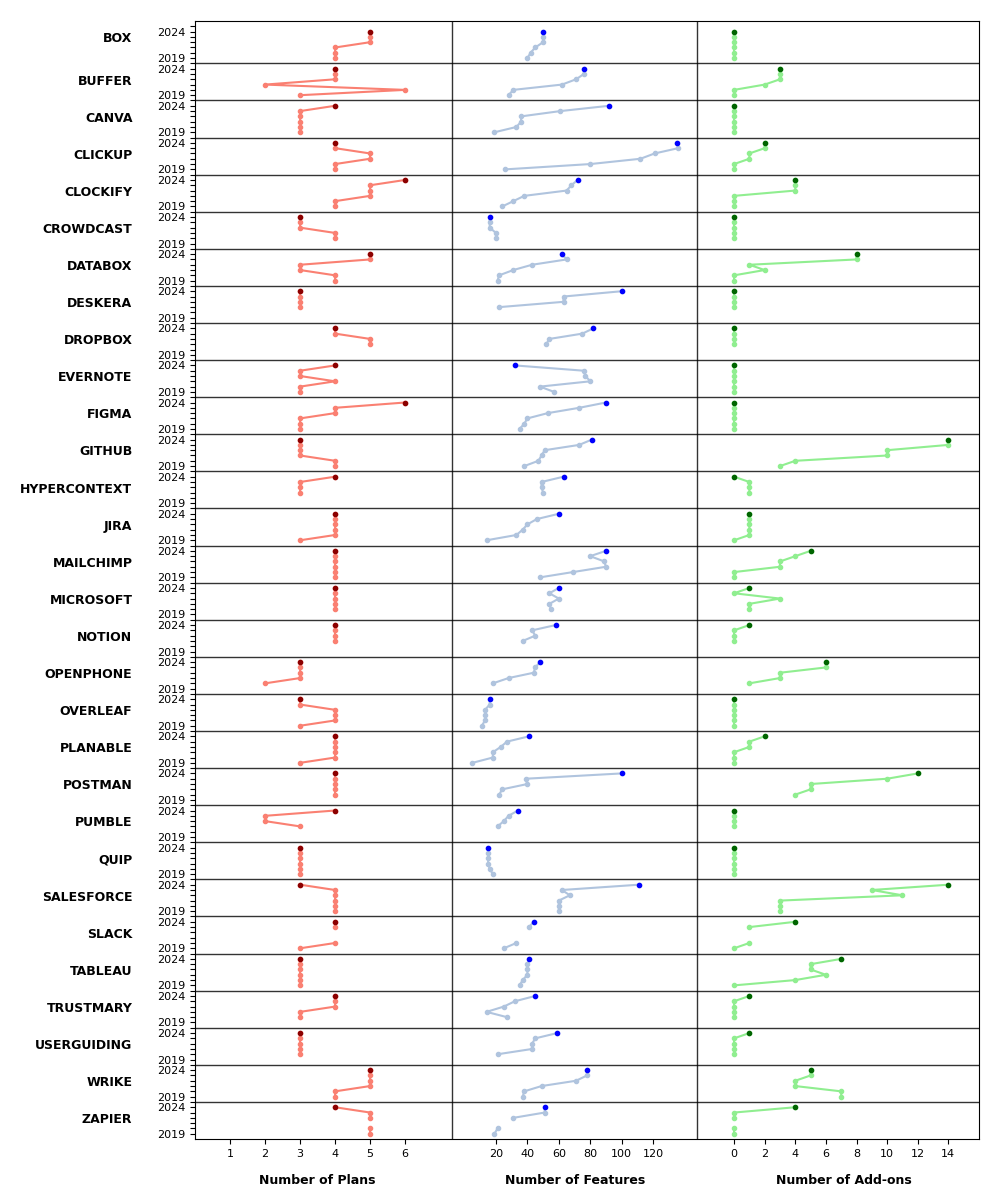 BOX 2024
2019
BUFFER 2024
2019
CANVA 2024
2019
CLICKUP 2024
2019
CLOCKIFY 2024
2019
CROWDCAST 2024
2019
DATABOX 2024
2019
DESKERA 2024
2019
DROPBOX 2024
2019
EVERNOTE 2024
2019
FIGMA 2024
2019
GITHUB 2024
2019
HYPERCONTEXT 2024
2019
JIRA 2024
2019
MAILCHIMP 2024
2019
MICROSOFT 2024
2019
NOTION 2024
2019
OPENPHONE 2024
2019
OVERLEAF 2024
2019
PLANABLE 2024
2019
POSTMAN 2024
2019
PUMBLE 2024
2019
QUIP 2024
2019
SALESFORCE 2024
2019
SLACK 2024
2019
TABLEAU 2024
2019
TRUSTMARY 2024
2019
USERGUIDING 2024
2019
WRIKE 2024
2019
ZAPIER 2024
2019
1 2 3 4 5 6 20 40 60 80 100 120 0 2 4 6 8 10 12 14
Number of Plans Number of Features Number of Add-ons